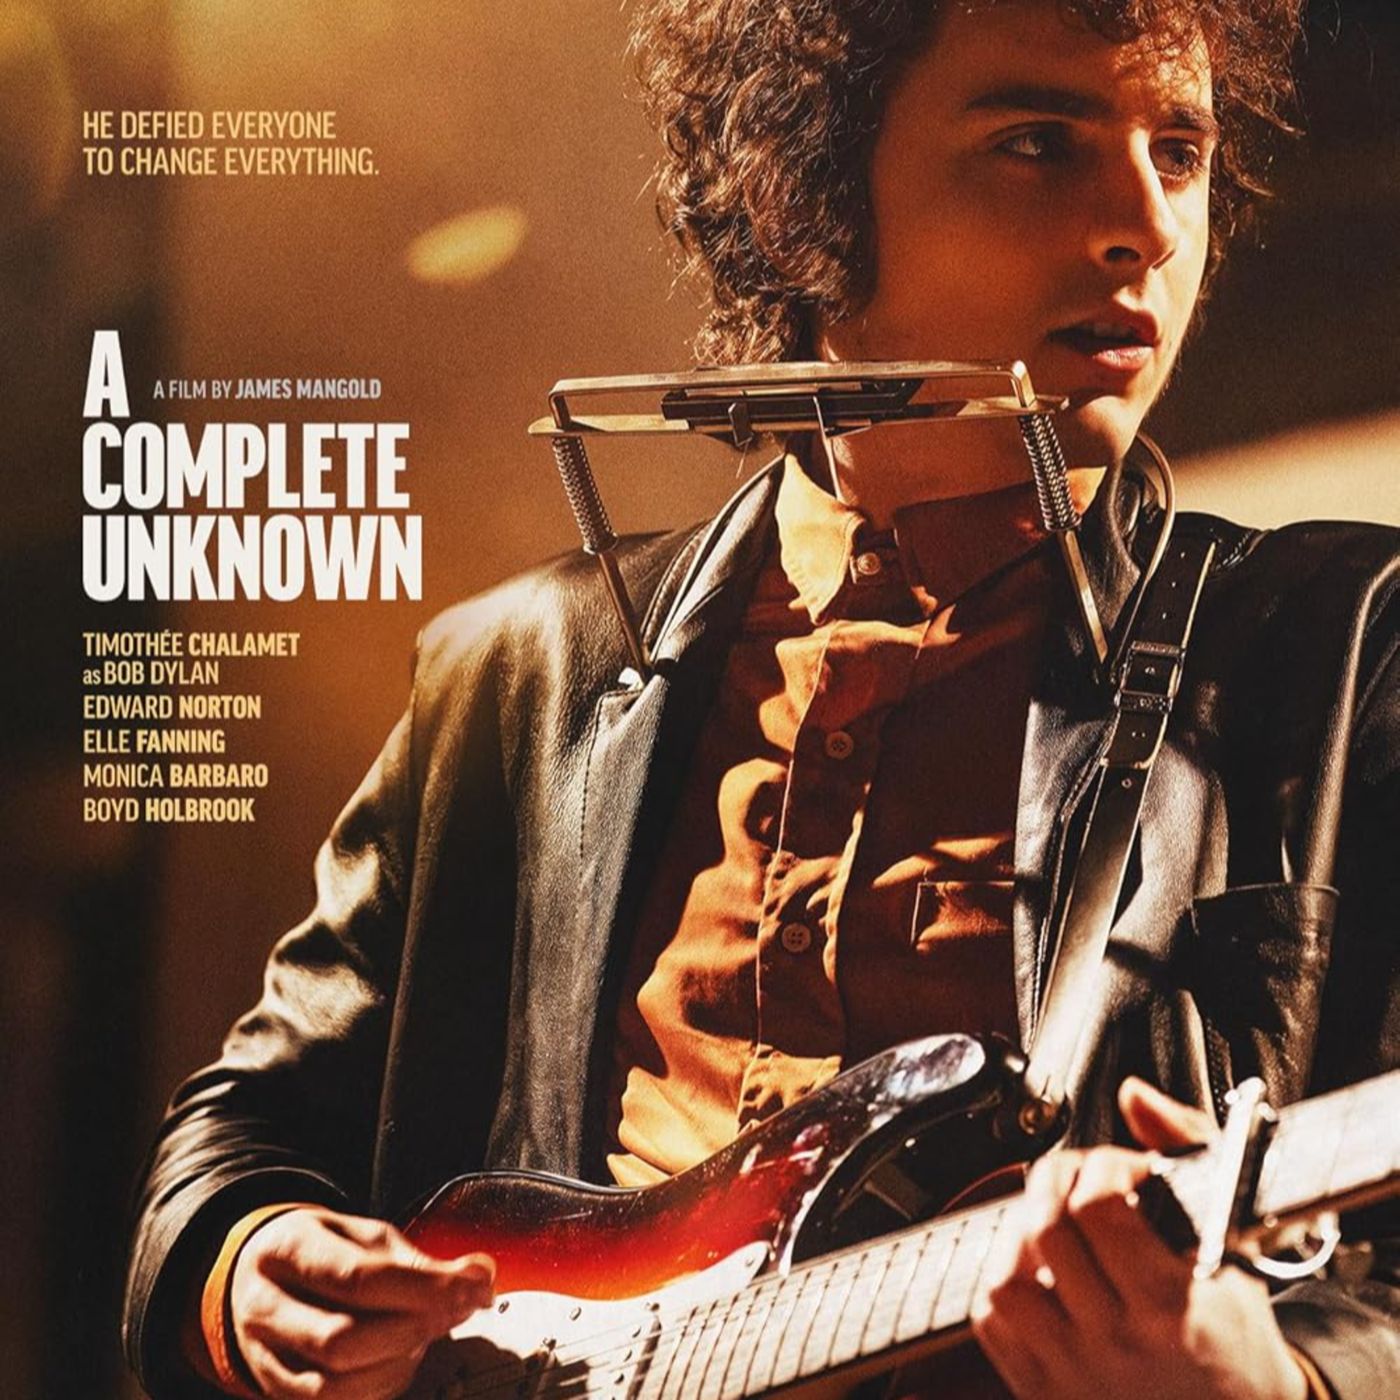 HE DEFIED EVERYONE
TO CHANGE EVERYTHING.
A
A FILM BY JAMES MANGOLD
COMPLETE
UNKNOWN
TIMOTHÉE CHALAMET
as BOB DYLAN
EDWARD NORTON
ELLE FANNING
MONICA BARBARO
BOYD HOLBROOK